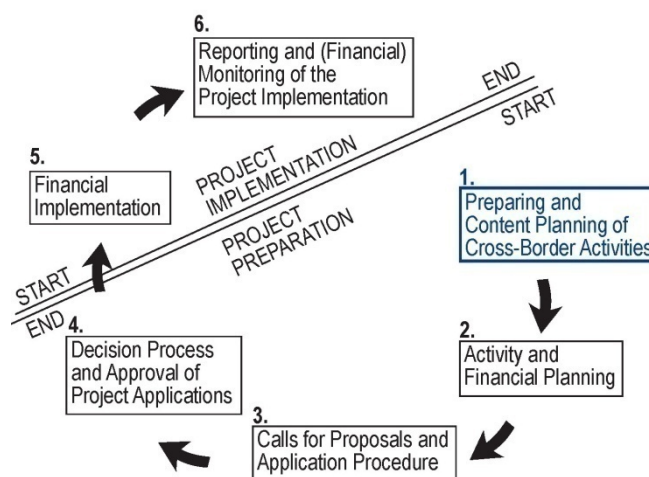 6.
Reporting and (Financial)
Monitoring of the
Project Implementation
END
START
5.
Financial
Implementation
PROJECT
IMPLEMENTATION
PROJECT
PREPARATION
1.
Preparing and
Content Planning of
Cross-Border Activities
START
END
4.
Decision Process
and Approval of
Project Applications
2.
Activity and
Financial Planning
3.
Calls for Proposals and
Application Procedure